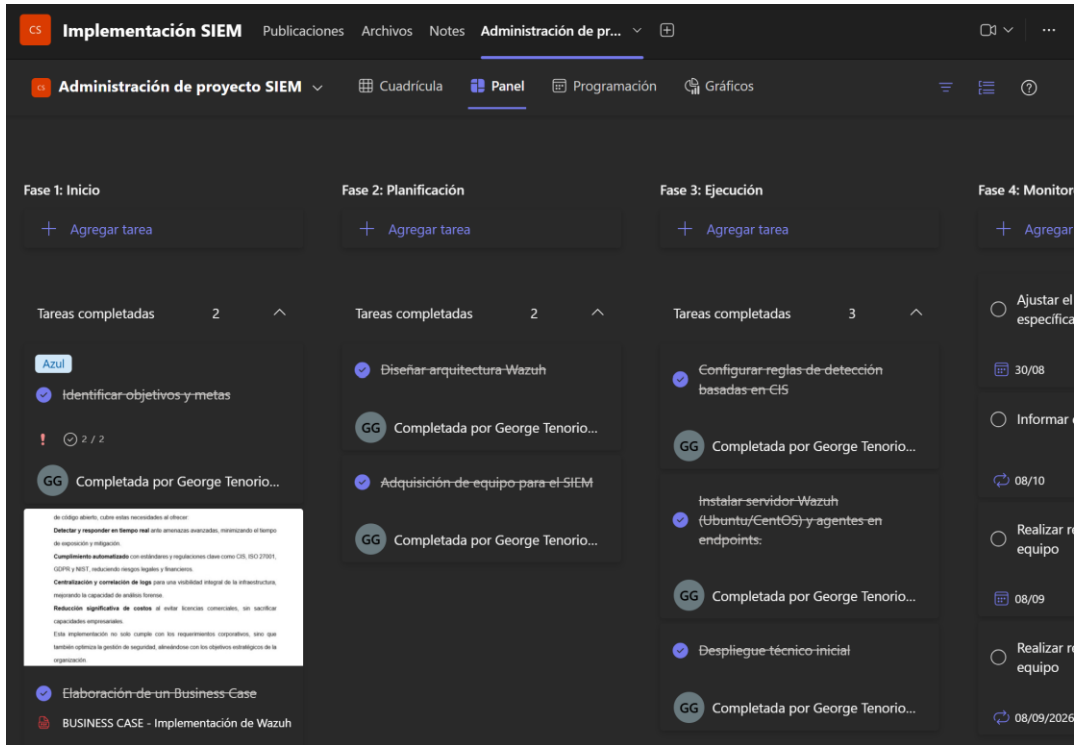 CS Implementación SIEM Publicaciones Archivos Notes Administración de pr...
CS Administración de proyecto SIEM Cuadrícula Panel Programación Gráficos
Fase 1: Inicio
Agregar tarea
Tareas completadas 2
Azul
Identificar objetivos y metas
2 / 2
GG Completada por George Tenorio...
de código abierto, cubre estas necesidades al ofrecer:
Detectar y responder en tiempo real ante amenazas avanzadas, minimizando el tiempo
de exposición y mitigación.
Cumplimiento automatizado con estándares y regulaciones clave como CIS, ISO 27001,
GDPR y NIST, reduciendo riesgos legales y financieros.
Centralización y correlación de logs para una visibilidad integral de la infraestructura,
mejorando la capacidad de análisis forense.
Reducción significativa de costos al evitar licencias comerciales, sin sacrificar
capacidades empresariales.
Esta implementación no solo cumple con los requerimientos corporativos, sino que
también optimiza la gestión de seguridad, alineándose con los objetivos estratégicos de la
organización.
Elaboración de un Business Case
BUSINESS CASE - Implementación de Wazuh
Fase 2: Planificación
Agregar tarea
Tareas completadas 2
Diseñar arquitectura Wazuh
GG Completada por George Tenorio...
Adquisición de equipo para el SIEM
GG Completada por George Tenorio...
Fase 3: Ejecución
Agregar tarea
Tareas completadas 3
Configurar reglas de detección
basadas en CIS
GG Completada por George Tenorio...
Instalar servidor Wazuh
(Ubuntu/CentOS) y agentes en
endpoints.
GG Completada por George Tenorio...
Despliegue técnico inicial
GG Completada por George Tenorio...
Fase 4: Monitor
Agregar
Ajustar el
específica
30/08
Informar
08/10
Realizar re
equipo
08/09
Realizar re
equipo
08/09/2026